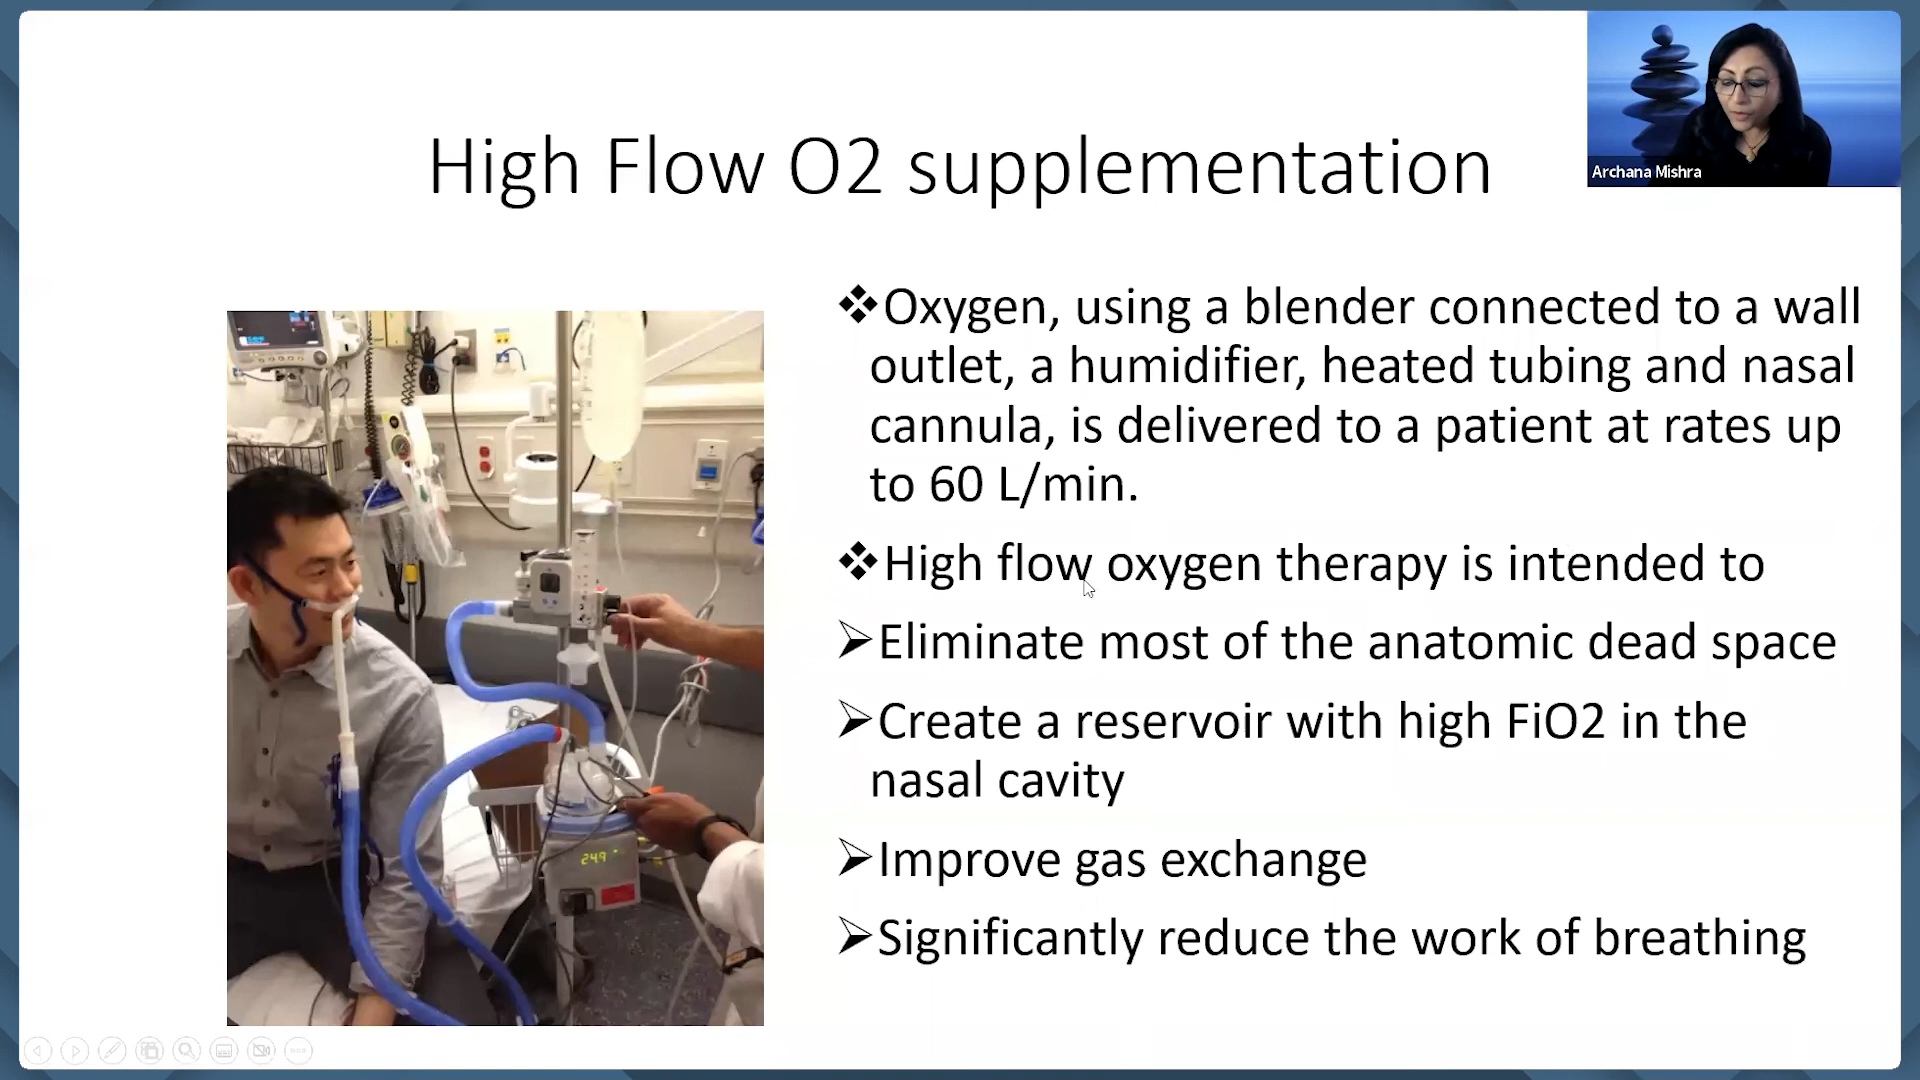 High Flow O2 supplementation
Archana Mishra
❖Oxygen, using a blender connected to a wall
outlet, a humidifier, heated tubing and nasal
cannula, is delivered to a patient at rates up
to 60 L/min.
❖High flow oxygen therapy is intended to
➢Eliminate most of the anatomic dead space
➢Create a reservoir with high FiO2 in the
nasal cavity
➢Improve gas exchange
➢Significantly reduce the work of breathing
249